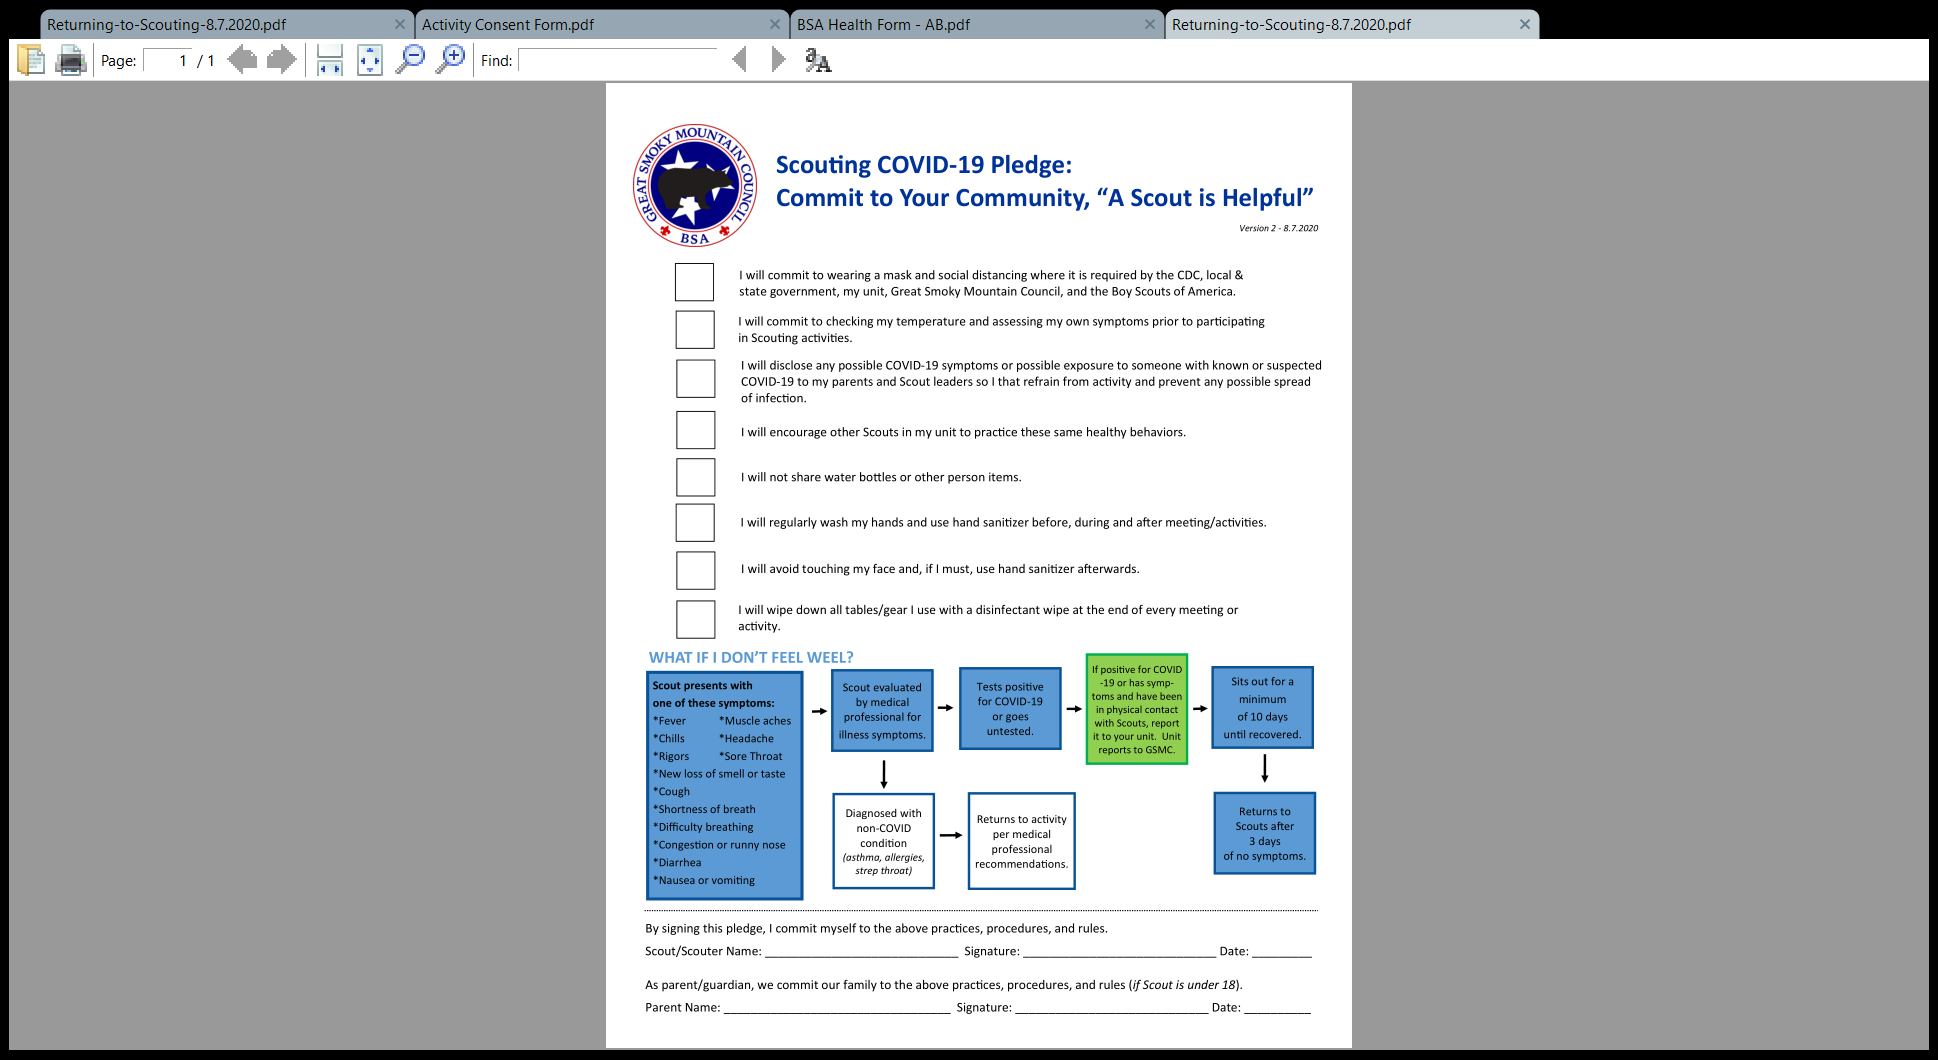 Returning-to-Scouting-8.7.2020.pdf
Activity Consent Form.pdf
BSA Health Form - AB.pdf
Returning-to-Scouting-8.7.2020.pdf
Page: 1 / 1 Find:
GREAT SMOKY MOUNTAIN COUNCIL
BSA
Scouting COVID-19 Pledge:
Commit to Your Community, “A Scout is Helpful”
Version 2 - 8.7.2020
I will commit to wearing a mask and social distancing where it is required by the CDC, local &
state government, my unit, Great Smoky Mountain Council, and the Boy Scouts of America.
I will commit to checking my temperature and assessing my own symptoms prior to participating
in Scouting activities.
I will disclose any possible COVID-19 symptoms or possible exposure to someone with known or suspected
COVID-19 to my parents and Scout leaders so I that refrain from activity and prevent any possible spread
of infection.
I will encourage other Scouts in my unit to practice these same healthy behaviors.
I will not share water bottles or other person items.
I will regularly wash my hands and use hand sanitizer before, during and after meeting/activities.
I will avoid touching my face and, if I must, use hand sanitizer afterwards.
I will wipe down all tables/gear I use with a disinfectant wipe at the end of every meeting or
activity.
WHAT IF I DON’T FEEL WEEL?
Scout presents with
one of these symptoms:
*Fever *Muscle aches
*Chills *Headache
*Rigors *Sore Throat
*New loss of smell or taste
*Cough
*Shortness of breath
*Difficulty breathing
*Congestion or runny nose
*Diarrhea
*Nausea or vomiting
Scout evaluated
by medical
professional for
illness symptoms.
Tests positive
for COVID-19
or goes
untested.
If positive for COVID
-19 or has symp-
toms and have been
in physical contact
with Scouts, report
it to your unit. Unit
reports to GSMC.
Sits out for a
minimum
of 10 days
until recovered.
Diagnosed with
non-COVID
condition
(asthma, allergies,
strep throat)
Returns to activity
per medical
professional
recommendations.
Returns to
Scouts after
3 days
of no symptoms.
By signing this pledge, I commit myself to the above practices, procedures, and rules.
Scout/Scouter Name: ____________________________ Signature: ____________________________ Date: _________
As parent/guardian, we commit our family to the above practices, procedures, and rules (if Scout is under 18).
Parent Name: _________________________________ Signature: ____________________________ Date: __________